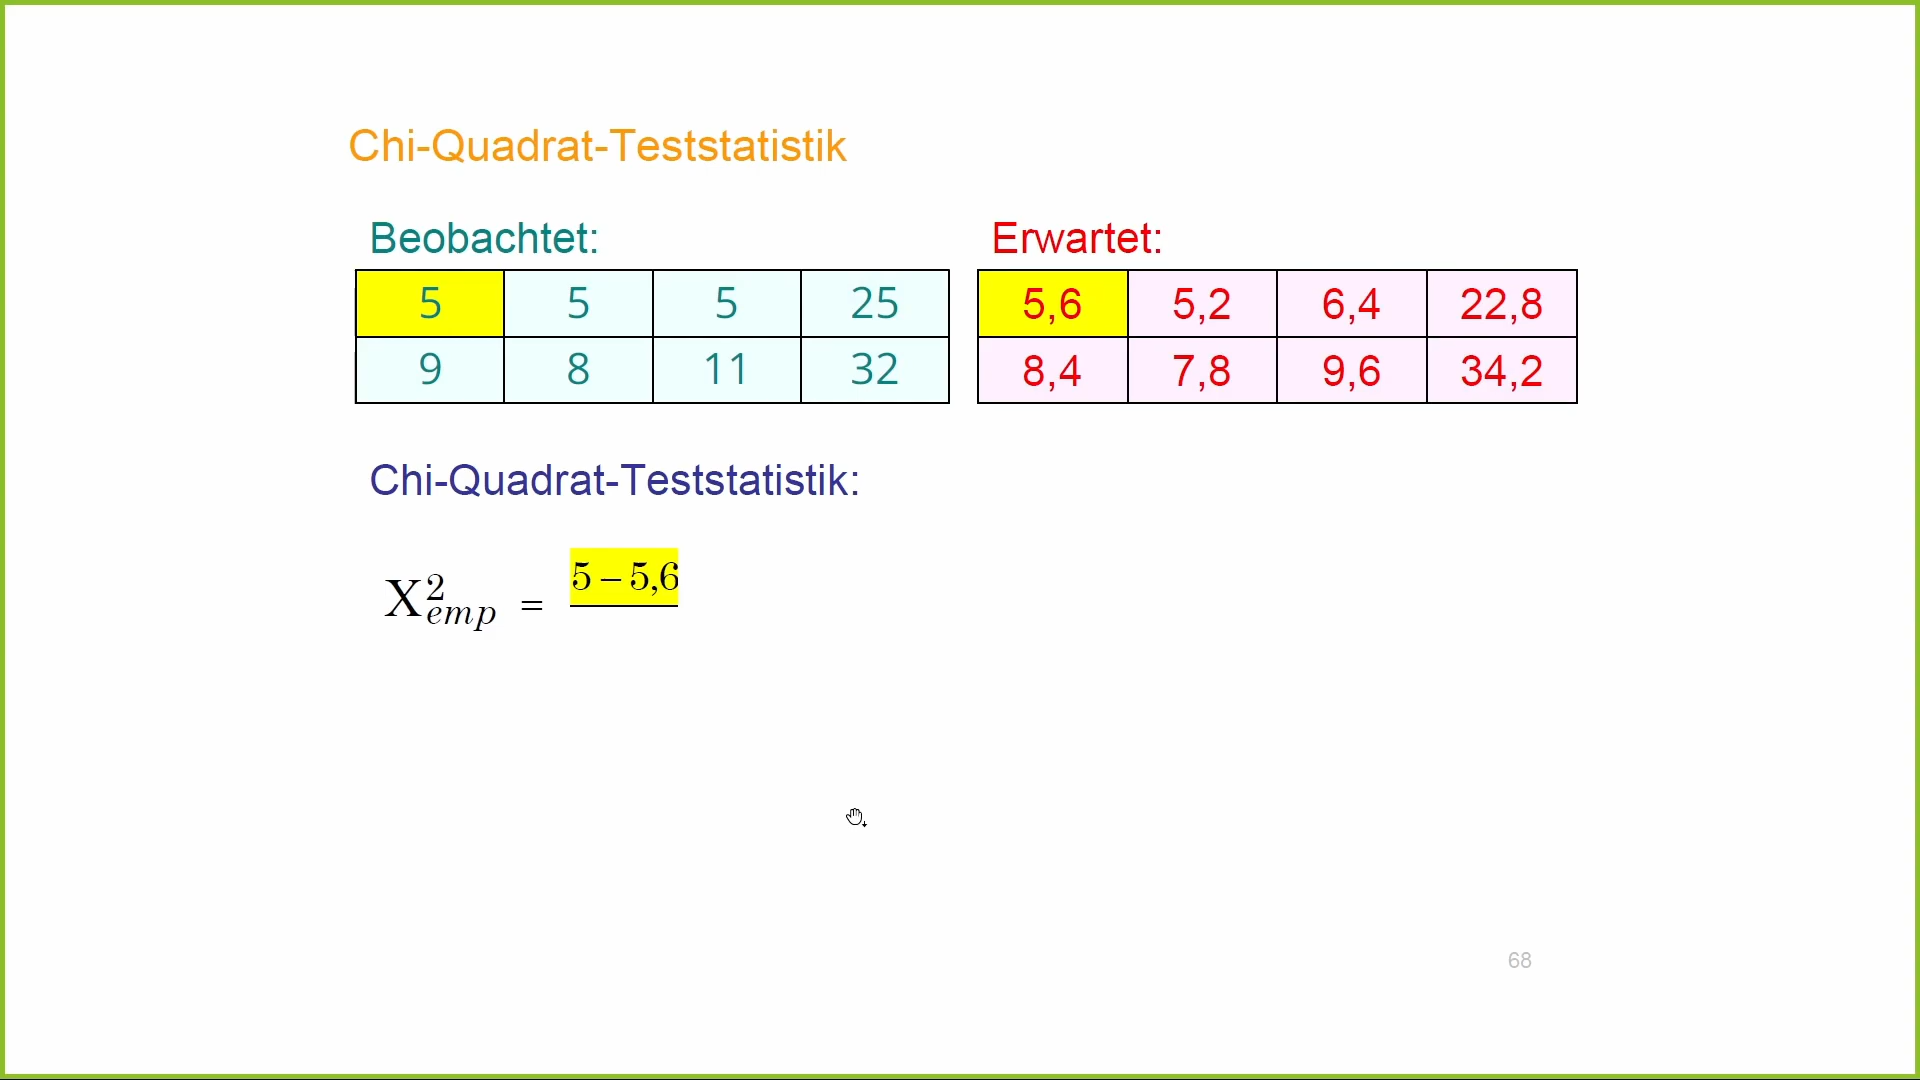 Chi-Quadrat-Teststatistik
Beobachtet:
5 5 5 25
9 8 11 32
Erwartet:
5,6 5,2 6,4 22,8
8,4 7,8 9,6 34,2
Chi-Quadrat-Teststatistik:
X²emp = 5 – 5,6
68